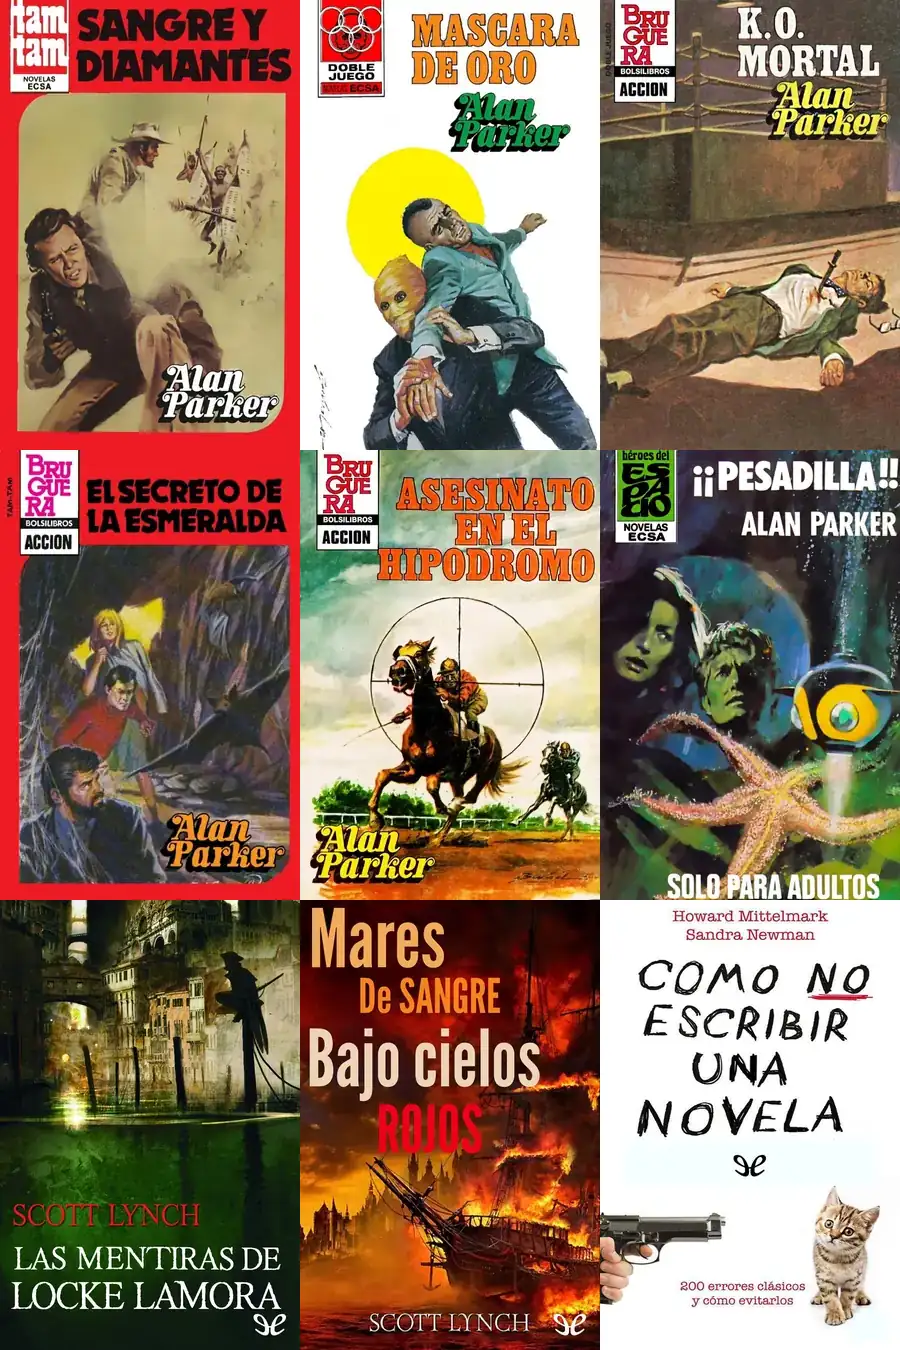 tam
tam
NOVELAS
ECSA
SANGRE Y
DIAMANTES
Alan
Parker
DOBLE
JUEGO
ECSA
MASCARA
DE ORO
Alan
Parker
BRU
GUE
RA
BOLSILIBROS
ACCION
K.O.
MORTAL
Alan
Parker
TAM-TAM
BRU
GUE
RA
BOLSILIBROS
ACCION
EL SECRETO DE
LA ESMERALDA
Alan
Parker
BRU
GUE
RA
BOLSILIBROS
ACCION
ASESINATO
EN EL
HIPODROMO
Alan
Parker
héroes del
ESPACIO
NOVELAS
ECSA
¡¡PESADILLA!!
ALAN PARKER
SOLO PARA ADULTOS
SCOTT LYNCH
LAS MENTIRAS DE
LOCKE LAMORA
Mares
De SANGRE
Bajo cielos
ROJOS
SCOTT LYNCH
Howard Mittelmark
Sandra Newman
COMO NO
ESCRIBIR
UNA
NOVELA
200 errores clásicos
y cómo evitarlos